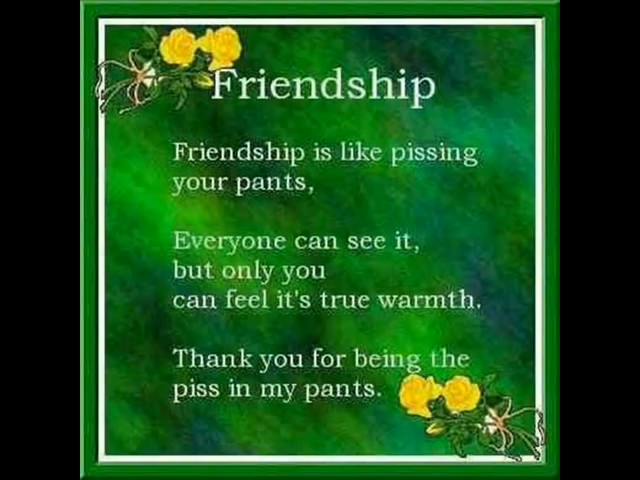 Friendship
Friendship is like pissing
your pants,
Everyone can see it,
but only you
can feel it's true warmth.
Thank you for being the
piss in my pants.